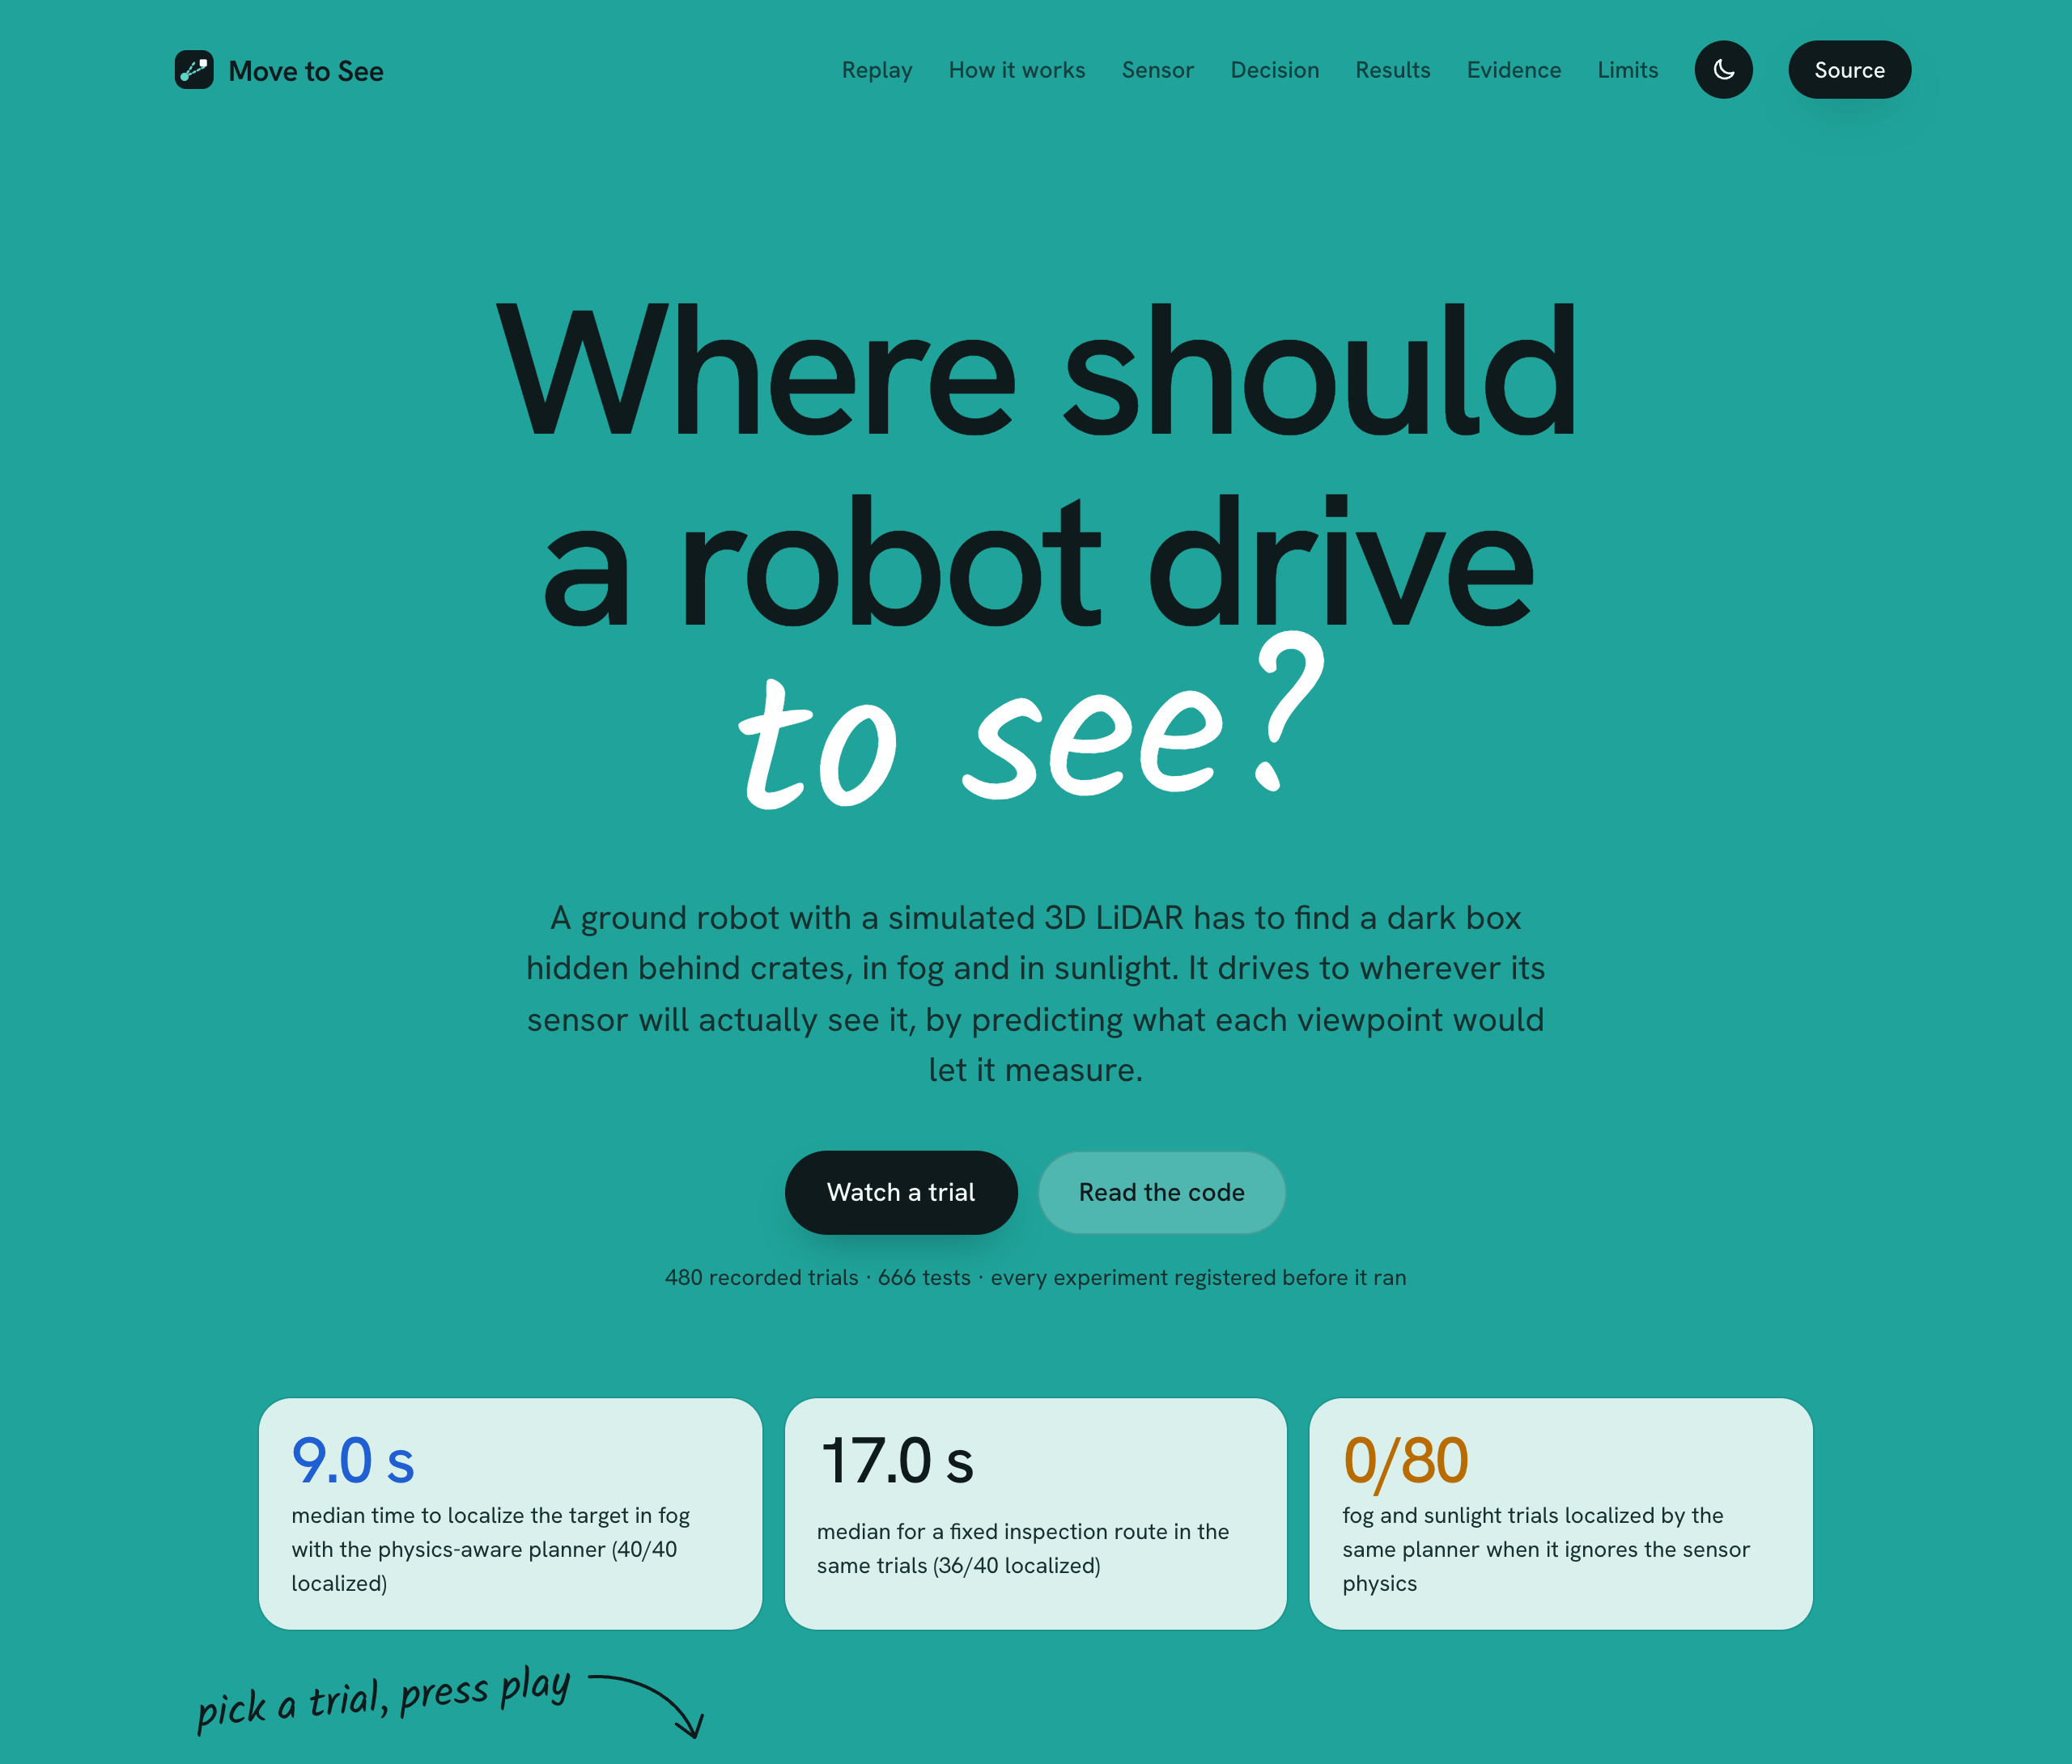 Move to See
Replay How it works Sensor Decision Results Evidence Limits Source
Where should
a robot drive
to see?
A ground robot with a simulated 3D LiDAR has to find a dark box
hidden behind crates, in fog and in sunlight. It drives to wherever its
sensor will actually see it, by predicting what each viewpoint would
let it measure.
Watch a trial Read the code
480 recorded trials · 666 tests · every experiment registered before it ran
9.0 s
median time to localize the target in fog
with the physics-aware planner (40/40
localized)
17.0 s
median for a fixed inspection route in the
same trials (36/40 localized)
0/80
fog and sunlight trials localized by the
same planner when it ignores the sensor
physics
pick a trial, press play